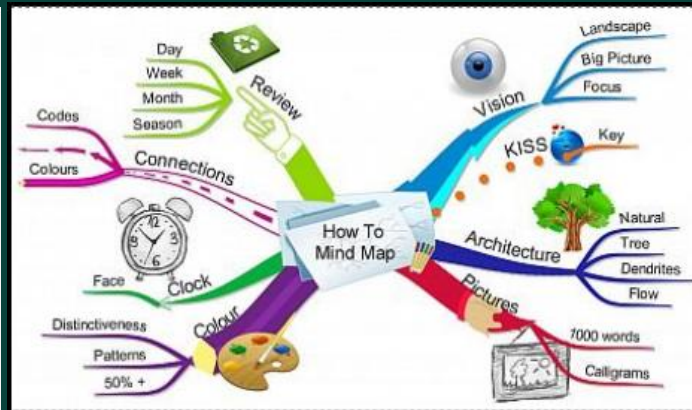 How To
Mind Map
Vision
Landscape
Big Picture
Focus
KISS
Key
Architecture
Natural
Tree
Dendrites
Flow
Pictures
1000 words
Calligrams
Colour
Distinctiveness
Patterns
50% +
Clock
Face
Connections
Codes
Colours
Review
Day
Week
Month
Season